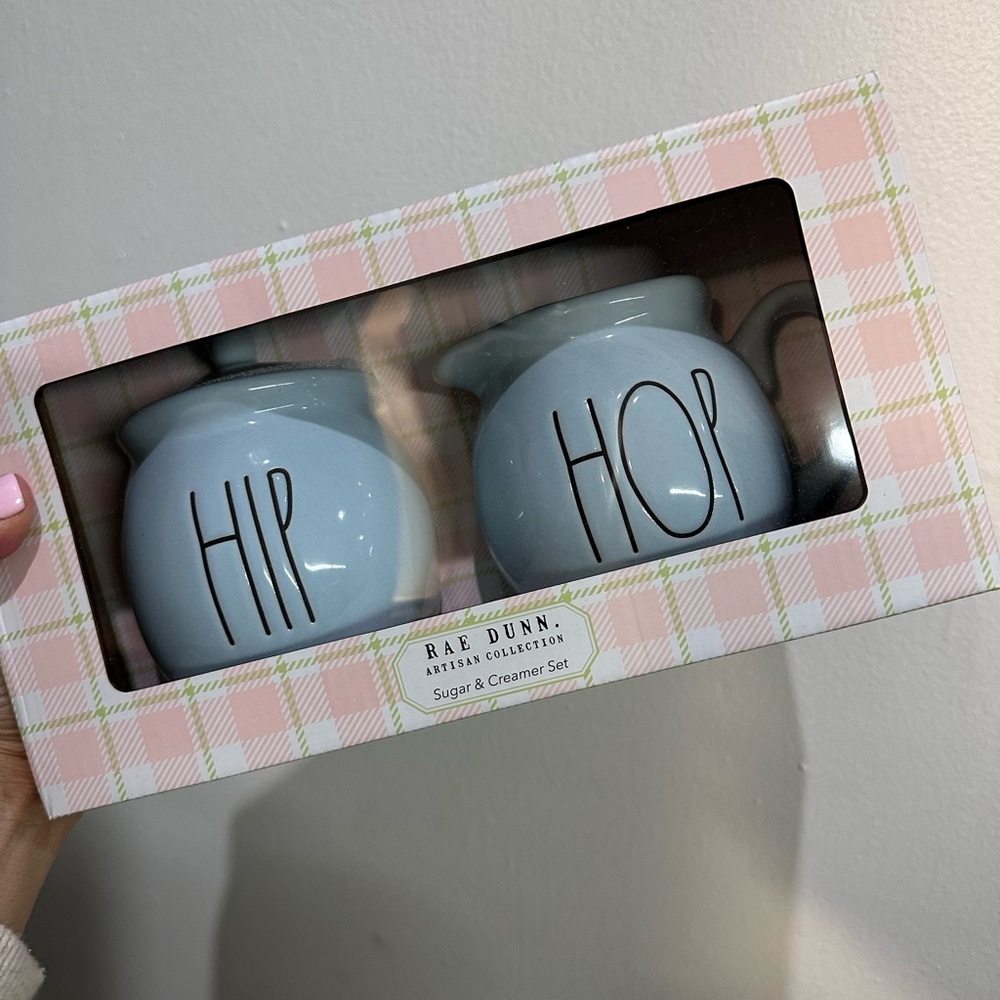 HIP
HOP
RAE DUNN.
ARTISAN COLLECTION
Sugar & Creamer Set